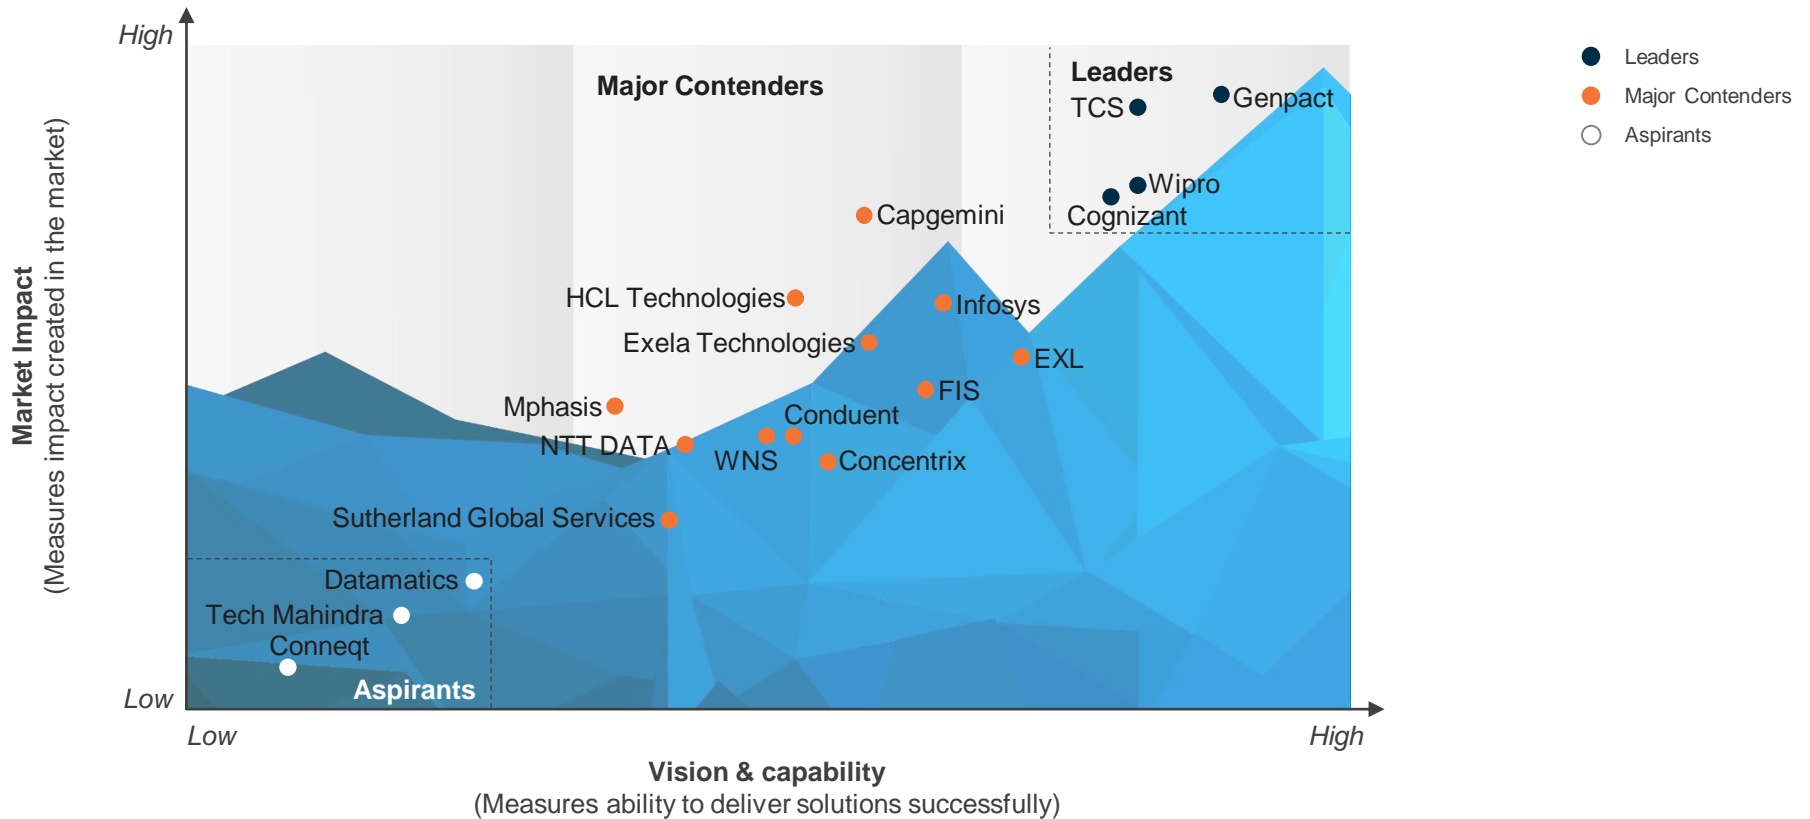 High
Major Contenders
Leaders
TCS
Genpact
Wipro
Cognizant
Capgemini
HCL Technologies
Infosys
Exela Technologies
EXL
FIS
Mphasis
Conduent
NTT DATA
WNS
Concentrix
Sutherland Global Services
Datamatics
Tech Mahindra
Conneqt
Aspirants
Low
Market Impact
(Measures impact created in the market)
Low
High
Vision & capability
(Measures ability to deliver solutions successfully)
Leaders
Major Contenders
Aspirants